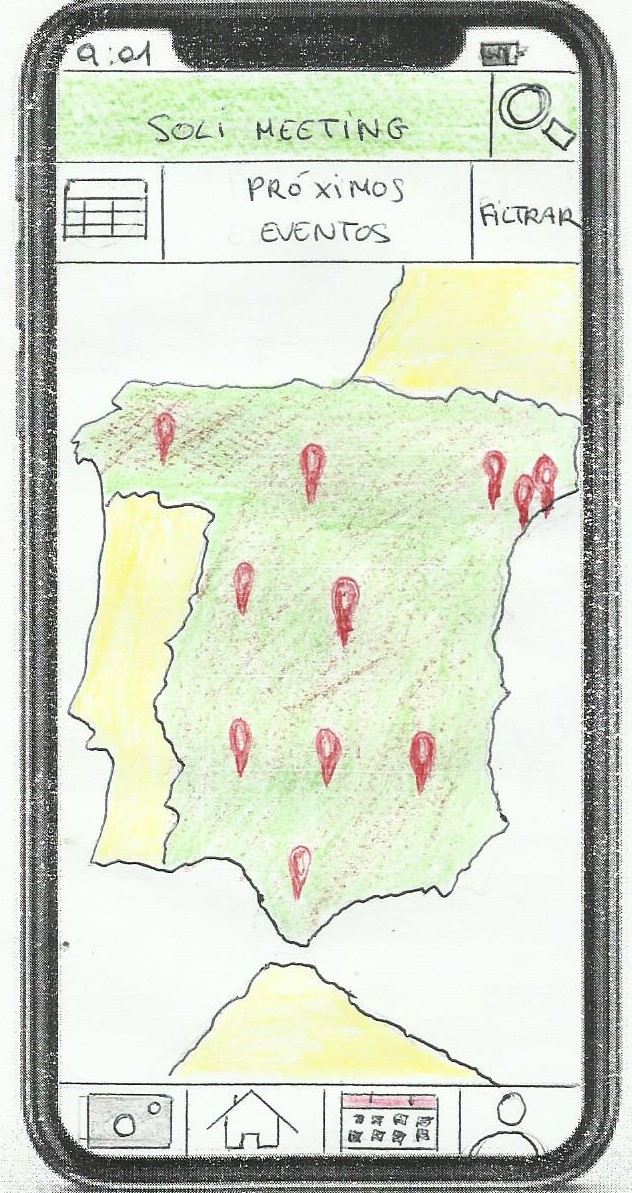 9:01
SOLI MEETING
PRÓXIMOS
EVENTOS
FILTRAR